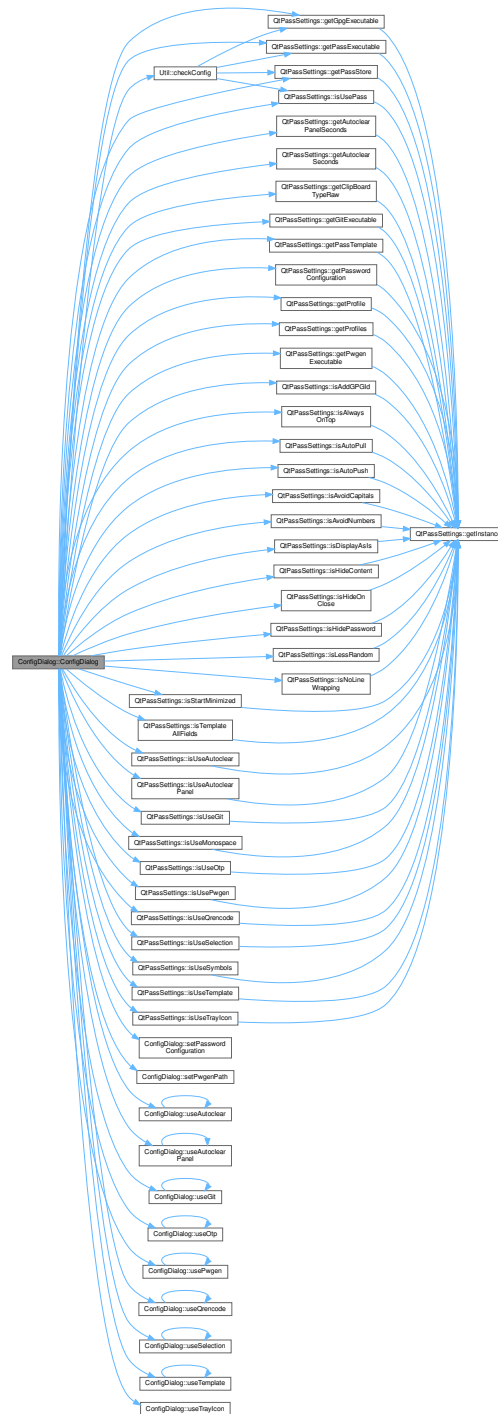 QtPassSettings::getGpgExecutable
QtPassSettings::getPassExecutable
Util::checkConfig
QtPassSettings::getPassStore
QtPassSettings::isUsePass
QtPassSettings::getAutoclear
PanelSeconds
QtPassSettings::getAutoclear
Seconds
QtPassSettings::getClipBoard
TypeRaw
QtPassSettings::getGitExecutable
QtPassSettings::getPassTemplate
QtPassSettings::getPassword
Configuration
QtPassSettings::getProfile
QtPassSettings::getProfiles
QtPassSettings::getPwgen
Executable
QtPassSettings::isAddGPGId
QtPassSettings::isAlways
OnTop
QtPassSettings::isAutoPull
QtPassSettings::isAutoPush
QtPassSettings::isAvoidCapitals
QtPassSettings::isAvoidNumbers
QtPassSettings::getInstance
QtPassSettings::isDisplayAsIs
QtPassSettings::isHideContent
QtPassSettings::isHideOn
Close
QtPassSettings::isHidePassword
QtPassSettings::isLessRandom
ConfigDialog::ConfigDialog
QtPassSettings::isNoLine
Wrapping
QtPassSettings::isStartMinimized
QtPassSettings::isTemplate
AllFields
QtPassSettings::isUseAutoclear
QtPassSettings::isUseAutoclear
Panel
QtPassSettings::isUseGit
QtPassSettings::isUseMonospace
QtPassSettings::isUseOtp
QtPassSettings::isUsePwgen
QtPassSettings::isUseQrencode
QtPassSettings::isUseSelection
QtPassSettings::isUseSymbols
QtPassSettings::isUseTemplate
QtPassSettings::isUseTrayIcon
ConfigDialog::setPassword
Configuration
ConfigDialog::setPwgenPath
ConfigDialog::useAutoclear
ConfigDialog::useAutoclear
Panel
ConfigDialog::useGit
ConfigDialog::useOtp
ConfigDialog::usePwgen
ConfigDialog::useQrencode
ConfigDialog::useSelection
ConfigDialog::useTemplate
ConfigDialog::useTrayIcon